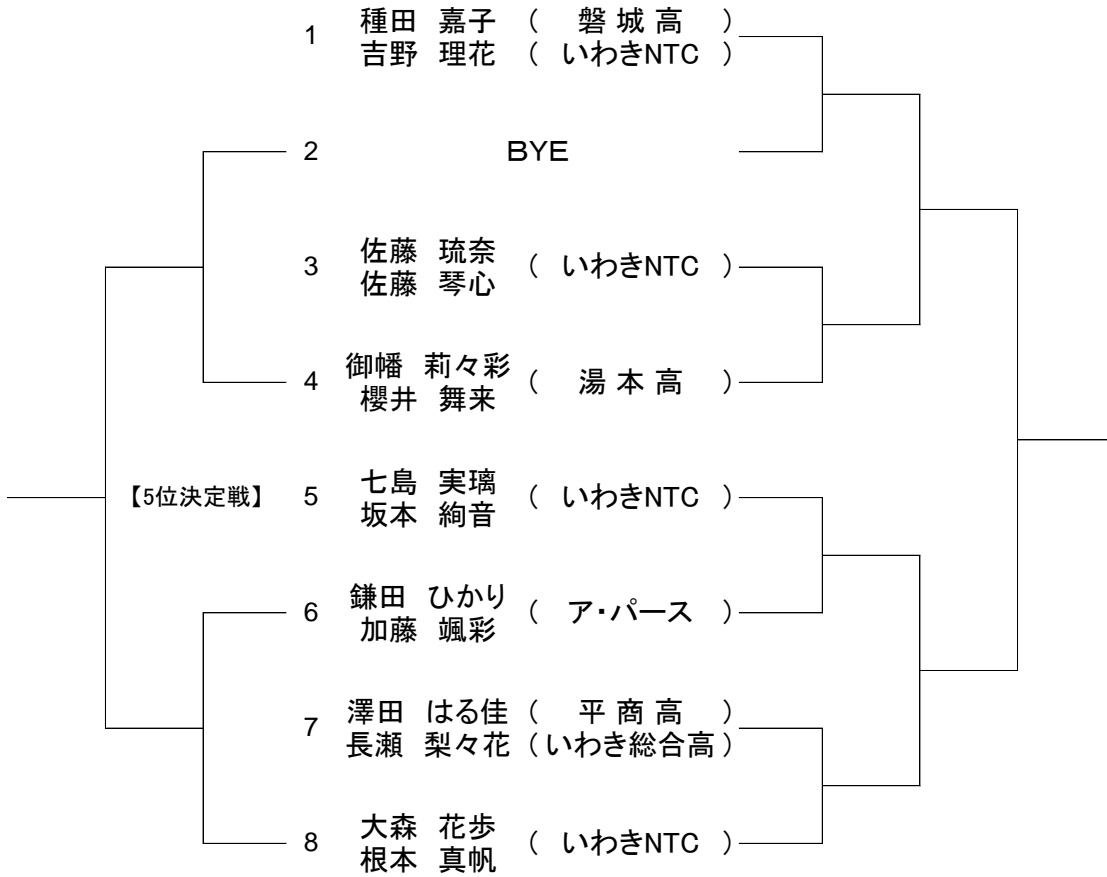 1 種田 嘉子 ( 磐 城 高 )
吉野 理花 ( いわきNTC )
2 BYE
3 佐藤 琉奈 ( いわきNTC )
佐藤 琴心
4 御幡 莉々彩 ( 湯 本 高 )
櫻井 舞来
【5位決定戦】
5 七島 実璃 ( いわきNTC )
坂本 絢音
6 鎌田 ひかり ( ア・パース )
加藤 颯彩
7 澤田 はる佳 ( 平 商 高 )
長瀬 梨々花 (いわき総合高)
8 大森 花歩 ( いわきNTC )
根本 真帆